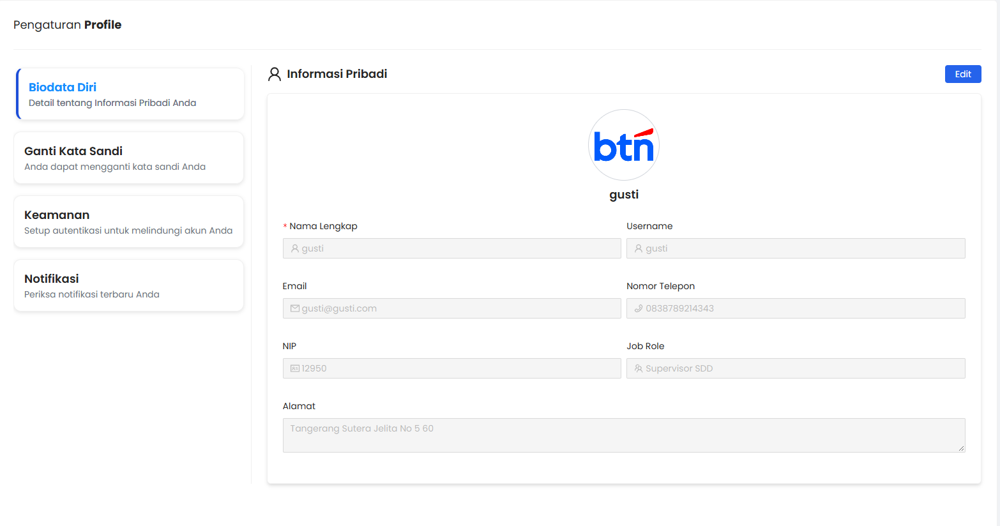 Pengaturan Profile
Biodata Diri
Detail tentang Informasi Pribadi Anda
Ganti Kata Sandi
Anda dapat mengganti kata sandi Anda
Keamanan
Setup autentikasi untuk melindungi akun Anda
Notifikasi
Periksa notifikasi terbaru Anda
Informasi Pribadi
Edit
btn
gusti
* Nama Lengkap
gusti
Username
gusti
Email
gusti@gusti.com
Nomor Telepon
0838789214343
NIP
12950
Job Role
Supervisor SDD
Alamat
Tangerang Sutera Jelita No 5 60